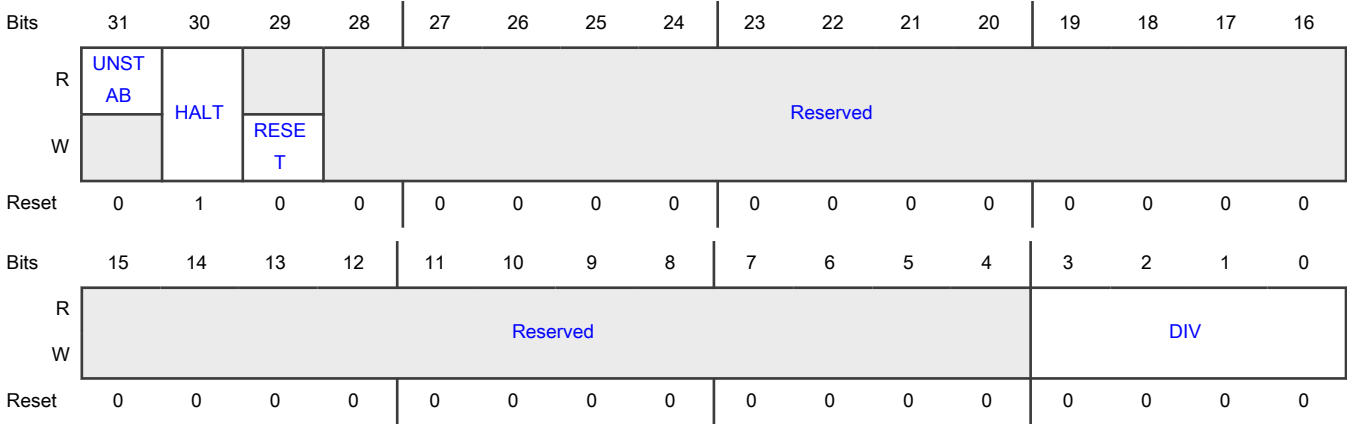 Bits 31 30 29 28 27 26 25 24 23 22 21 20 19 18 17 16
R UNST
AB
HALT Reserved
W RESE
T
Reset 0 1 0 0 0 0 0 0 0 0 0 0 0 0 0 0
Bits 15 14 13 12 11 10 9 8 7 6 5 4 3 2 1 0
R
Reserved DIV
W
Reset 0 0 0 0 0 0 0 0 0 0 0 0 0 0 0 0